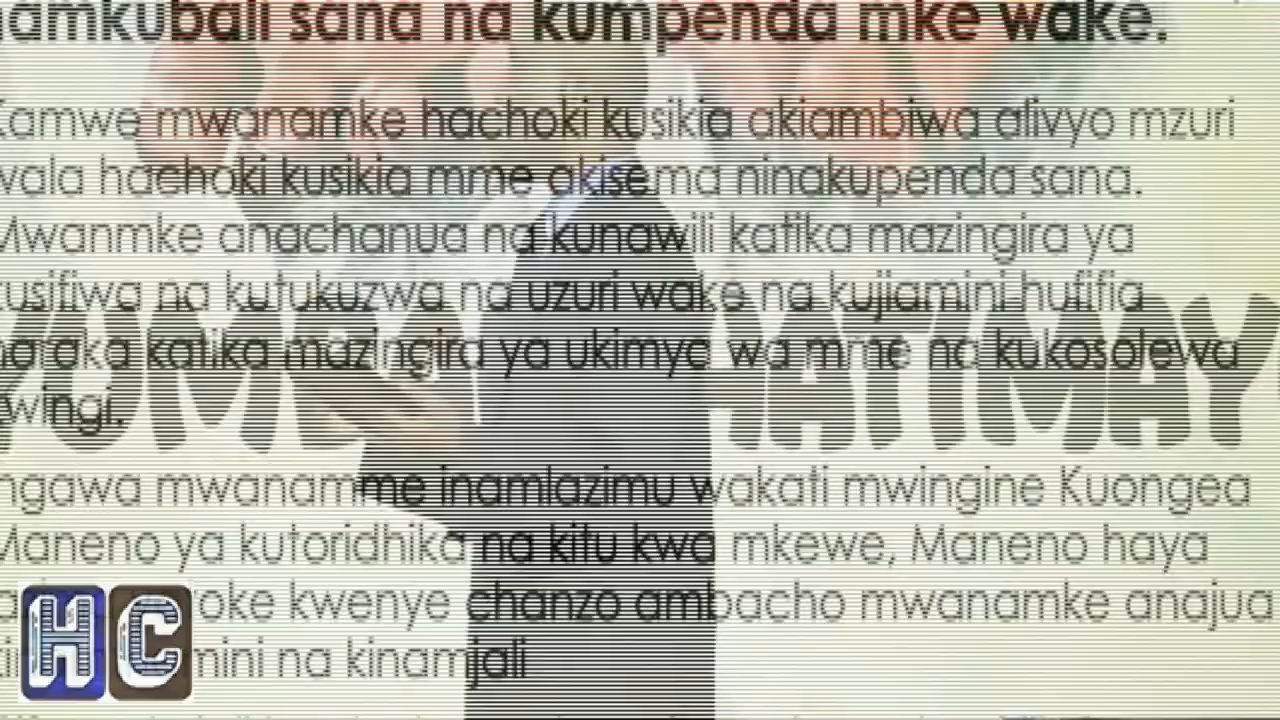 amkubali sana na kumpenda mke wake.
Kamwe mwanamke hachoki kusikia akiambiwa alivyo mzuri
wala hachoki kusikia mme akisema ninakupenda sana.
Mwanmke anachanua na kunawili katika mazingira ya
kusifiwa na kutukuzwa na uzuri wake na kujiamini hufifia
katika mazingira ya ukimya wa mme na kukosolewa
kwingi.
HATIMAY
ngawa mwanamme inamlazimu wakati mwingine Kuongea
Maneno ya kutoridhika na kitu kwa mkewe, Maneno haya
oke kwenye chanzo ambacho mwanamke anajua
mini na kinamjali
HC